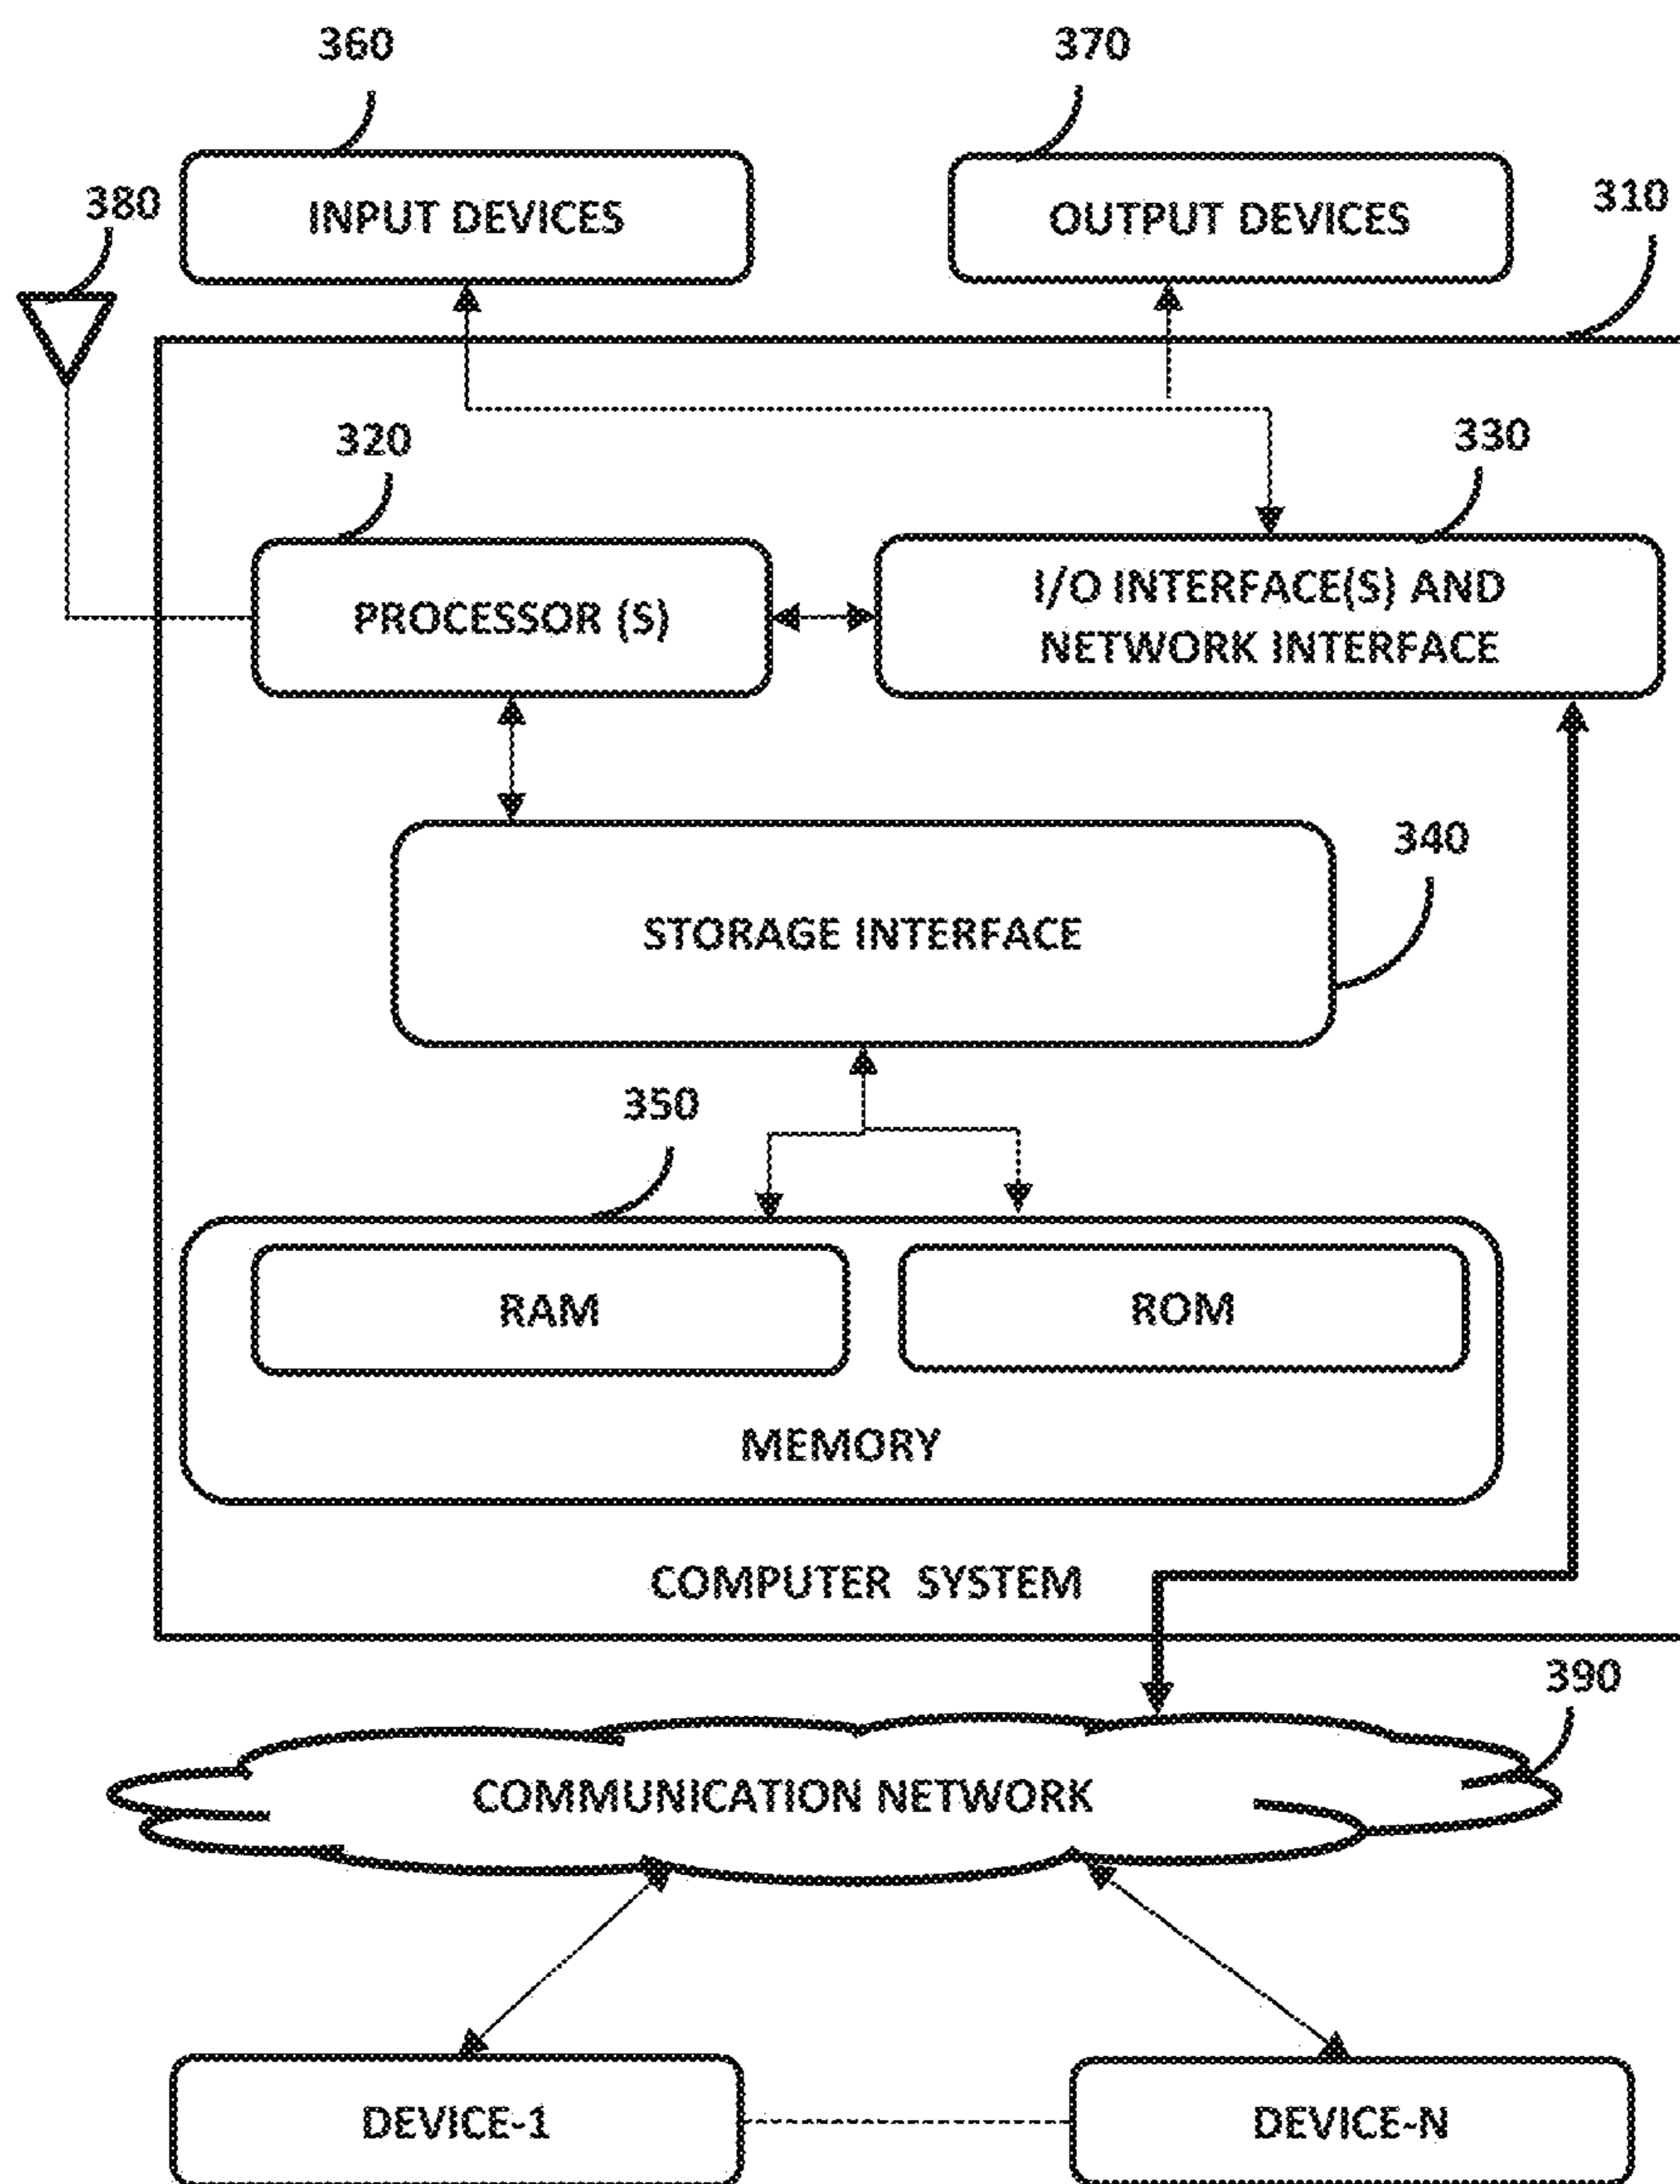 360
370
380
INPUT DEVICES
OUTPUT DEVICES
310
320
330
PROCESSOR (S)
I/O INTERFACE(S) AND
NETWORK INTERFACE
340
STORAGE INTERFACE
350
RAM
ROM
MEMORY
COMPUTER SYSTEM
390
COMMUNICATION NETWORK
DEVICE-1
DEVICE-N